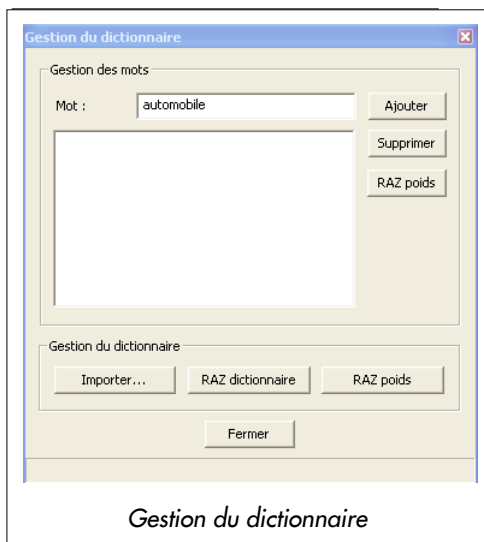 Gestion du dictionnaire
Gestion des mots
Mot : automobile Ajouter
Supprimer
RAZ poids
Gestion du dictionnaire
Importer... RAZ dictionnaire RAZ poids
Fermer
Gestion du dictionnaire